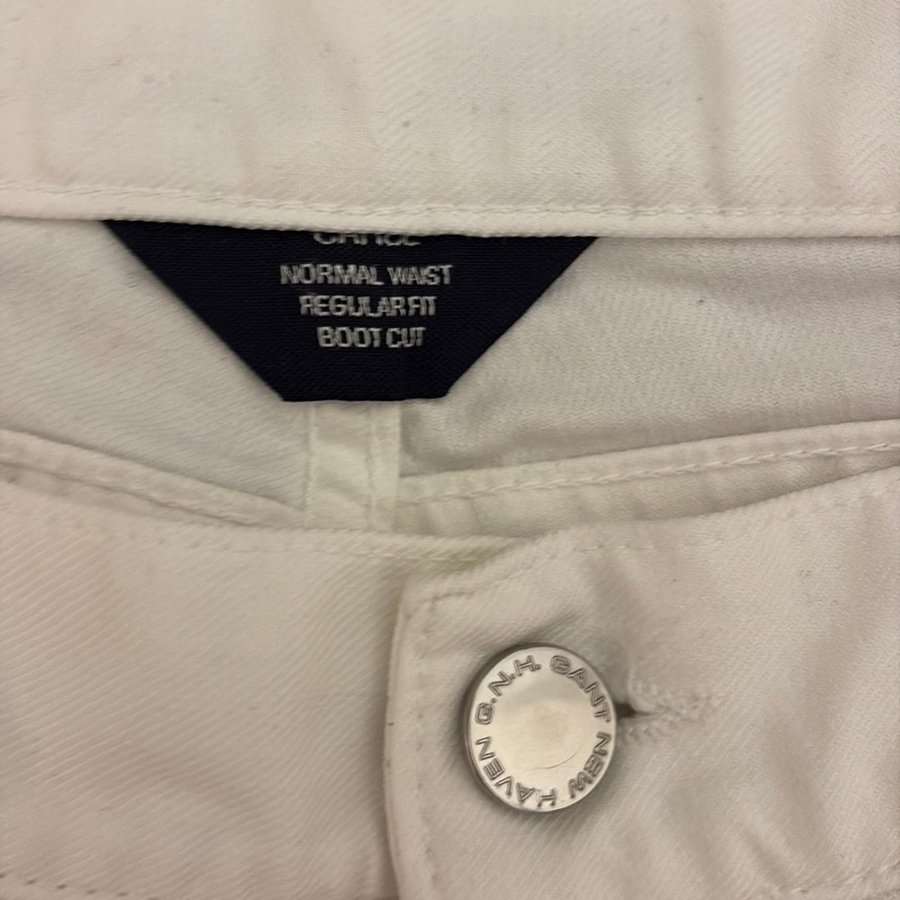 NORMAL WAIST
REGULAR FIT
BOOT CUT
G.N.H. GANT NEW HAVEN